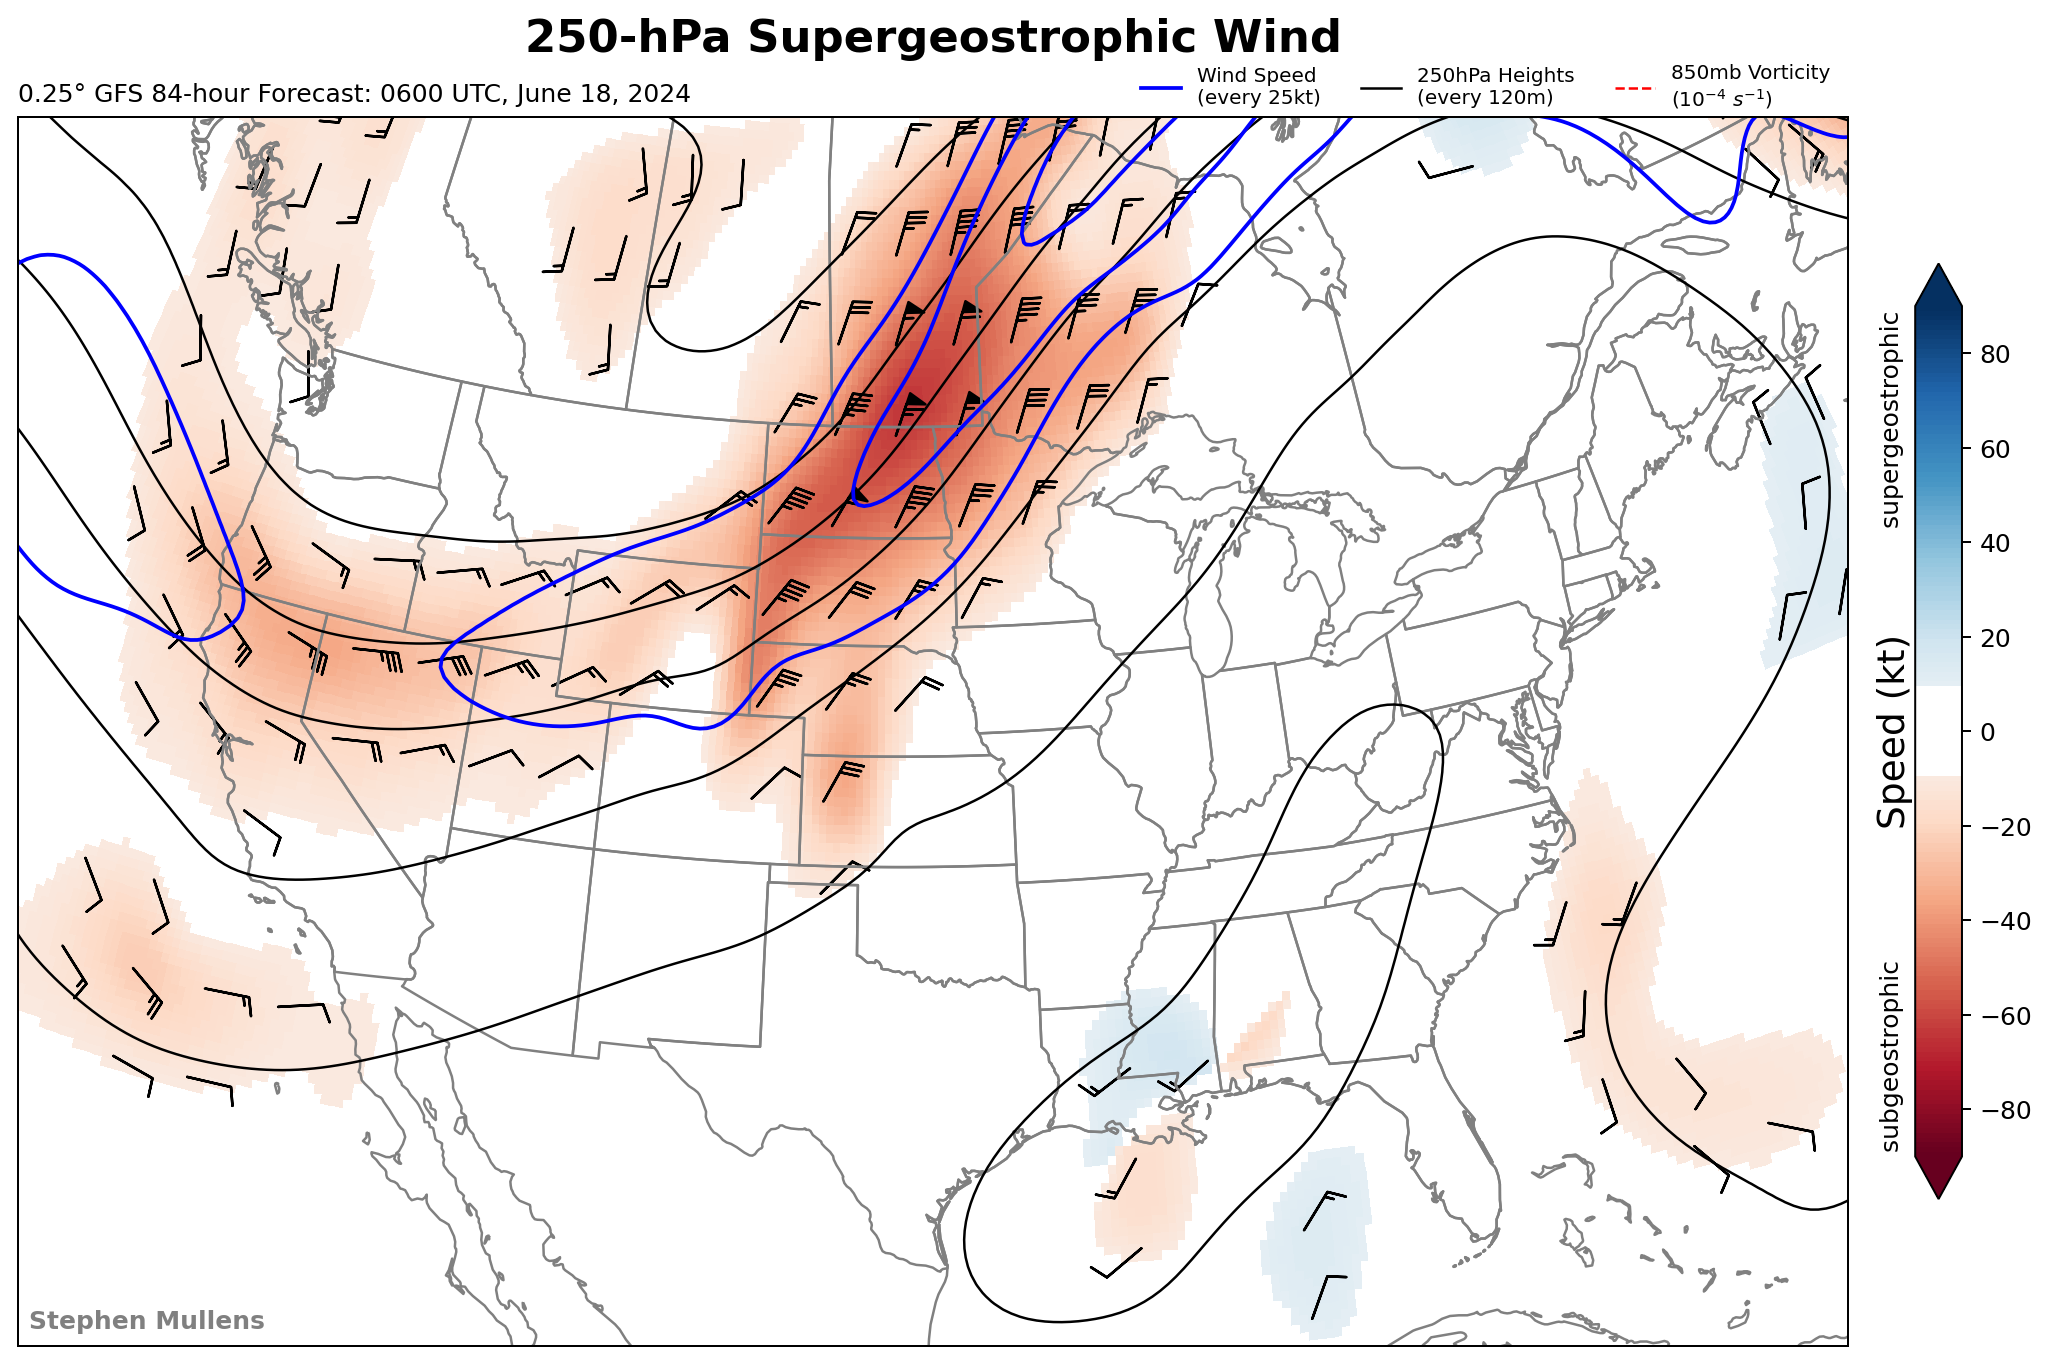 250-hPa Supergeostrophic Wind
0.25° GFS 84-hour Forecast: 0600 UTC, June 18, 2024
Wind Speed
(every 25kt)
250hPa Heights
(every 120m)
850mb Vorticity
(10⁻⁴ s⁻¹)
supergeostrophic
Speed (kt)
subgeostrophic
80
60
40
20
0
−20
−40
−60
−80
Stephen Mullens